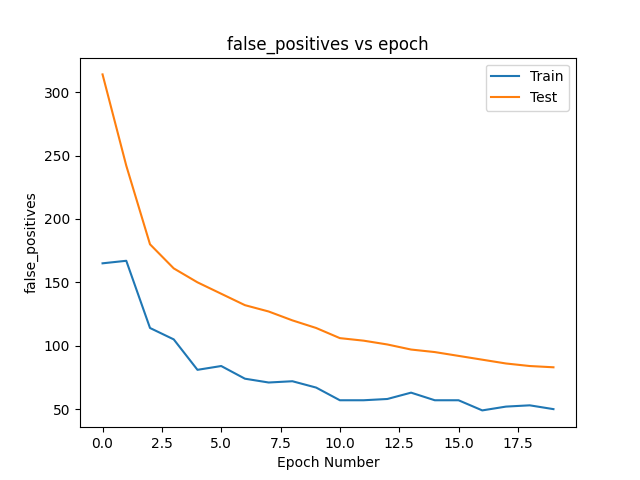 false_positives vs epoch
Train
Test
300
250
200
150
100
50
false_positives
0.0 2.5 5.0 7.5 10.0 12.5 15.0 17.5
Epoch Number